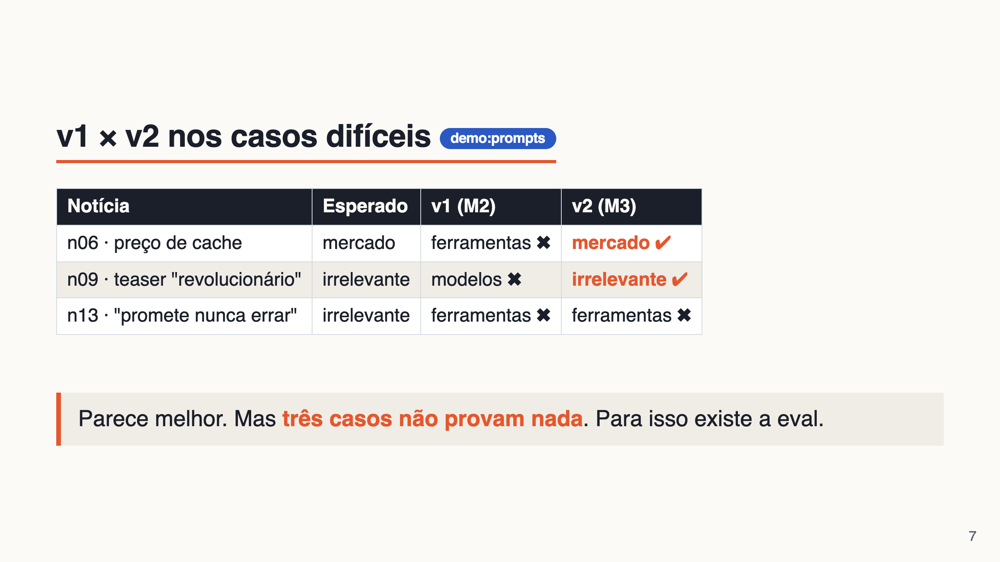 v1 × v2 nos casos difíceis demo:prompts
Notícia Esperado v1 (M2) v2 (M3)
n06 · preço de cache mercado ferramentas ✖ mercado ✔
n09 · teaser "revolucionário" irrelevante modelos ✖ irrelevante ✔
n13 · "promete nunca errar" irrelevante ferramentas ✖ ferramentas ✖
Parece melhor. Mas três casos não provam nada. Para isso existe a eval.
7